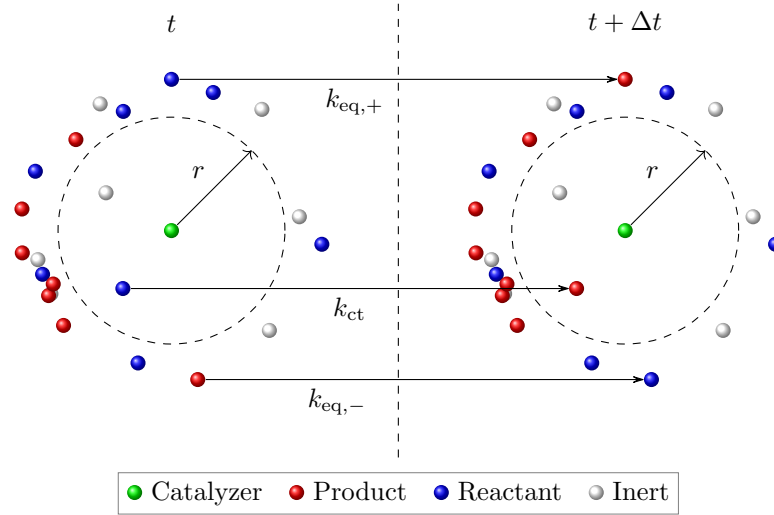 t
t + Δt
k_eq,+
r
r
k_ct
k_eq,−
Catalyzer Product Reactant Inert